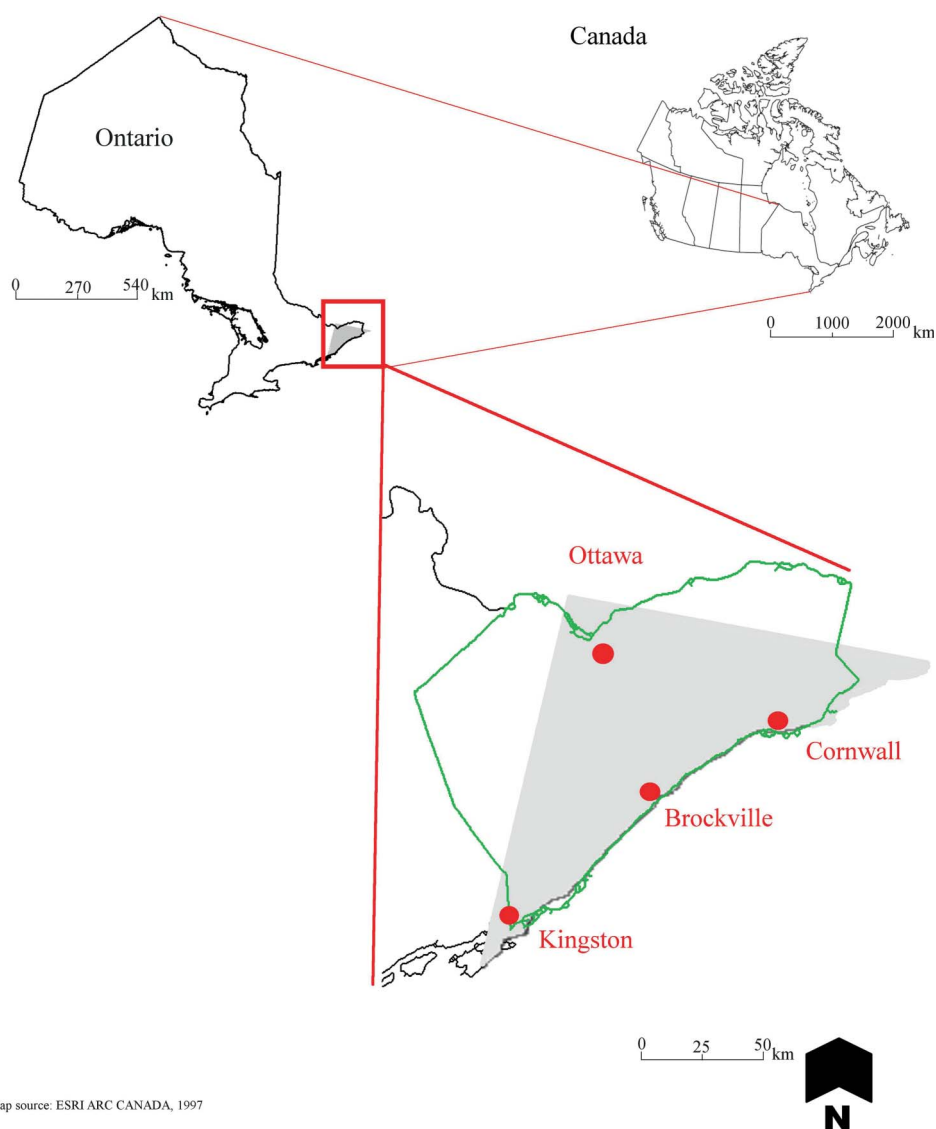 Canada
Ontario
0 270 540 km
0 1000 2000 km
Ottawa
Cornwall
Brockville
Kingston
0 25 50 km
N
ap source: ESRI ARC CANADA, 1997